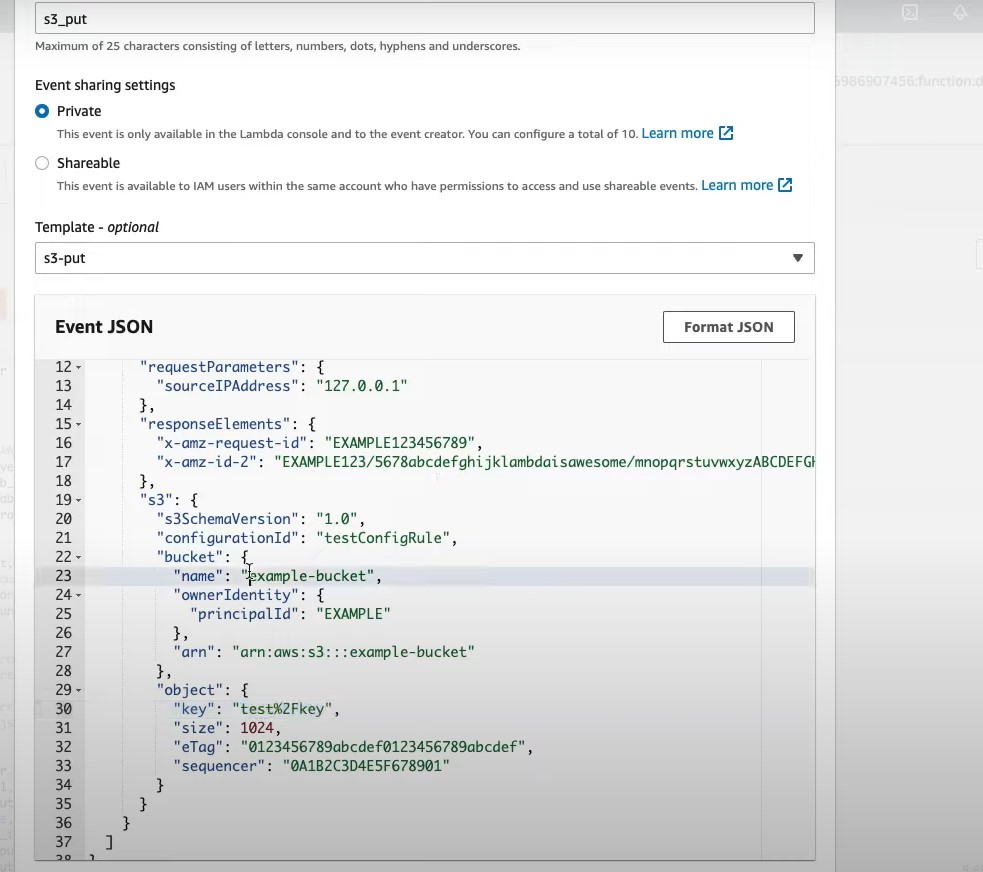 s3_put
Maximum of 25 characters consisting of letters, numbers, dots, hyphens and underscores.
5986907456:function:d
Event sharing settings
Private
This event is only available in the Lambda console and to the event creator. You can configure a total of 10. Learn more
Shareable
This event is available to IAM users within the same account who have permissions to access and use shareable events. Learn more
Template - optional
s3-put
Event JSON
Format JSON
12 "requestParameters": {
13 "sourceIPAddress": "127.0.0.1"
14 },
15 "responseElements": {
16 "x-amz-request-id": "EXAMPLE123456789",
17 "x-amz-id-2": "EXAMPLE123/5678abcdefghijklambdaisawesome/mnopqrstuvwxyzABCDEFGH
18 },
19 "s3": {
20 "s3SchemaVersion": "1.0",
21 "configurationId": "testConfigRule",
22 "bucket": {
23 "name": "example-bucket",
24 "ownerIdentity": {
25 "principalId": "EXAMPLE"
26 },
27 "arn": "arn:aws:s3:::example-bucket"
28 },
29 "object": {
30 "key": "test%2Fkey",
31 "size": 1024,
32 "eTag": "0123456789abcdef0123456789abcdef",
33 "sequencer": "0A1B2C3D4E5F678901"
34 }
35 }
36 }
37 ]
38 }